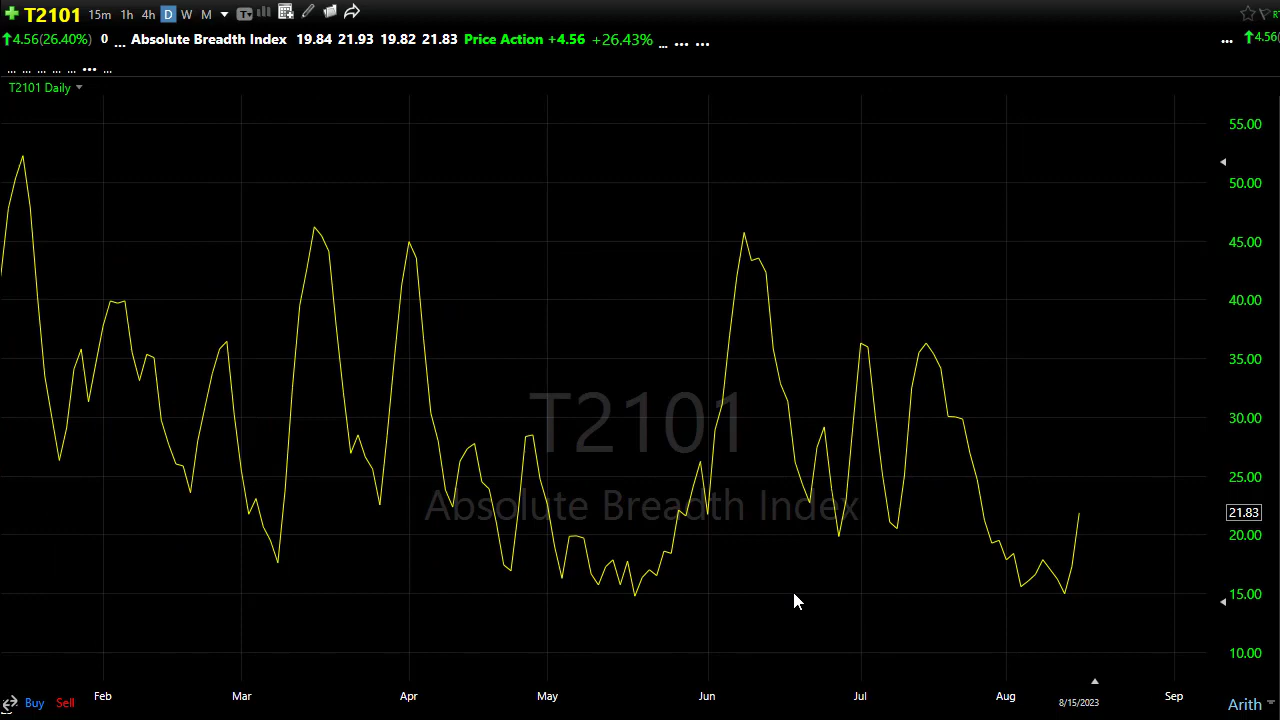 T2101 15m 1h 4h D W M
4.56(26.40%) 0 ... Absolute Breadth Index 19.84 21.93 19.82 21.83 Price Action +4.56 +26.43% ... ... ... ... 4.56(
... ... ... ... ... ... ...
T2101 Daily
55.00
50.00
45.00
40.00
35.00
30.00
25.00
21.83
20.00
15.00
10.00
T2101
Absolute Breadth Index
Feb Mar Apr May Jun Jul Aug Sep
Buy Sell 8/15/2023 Arith